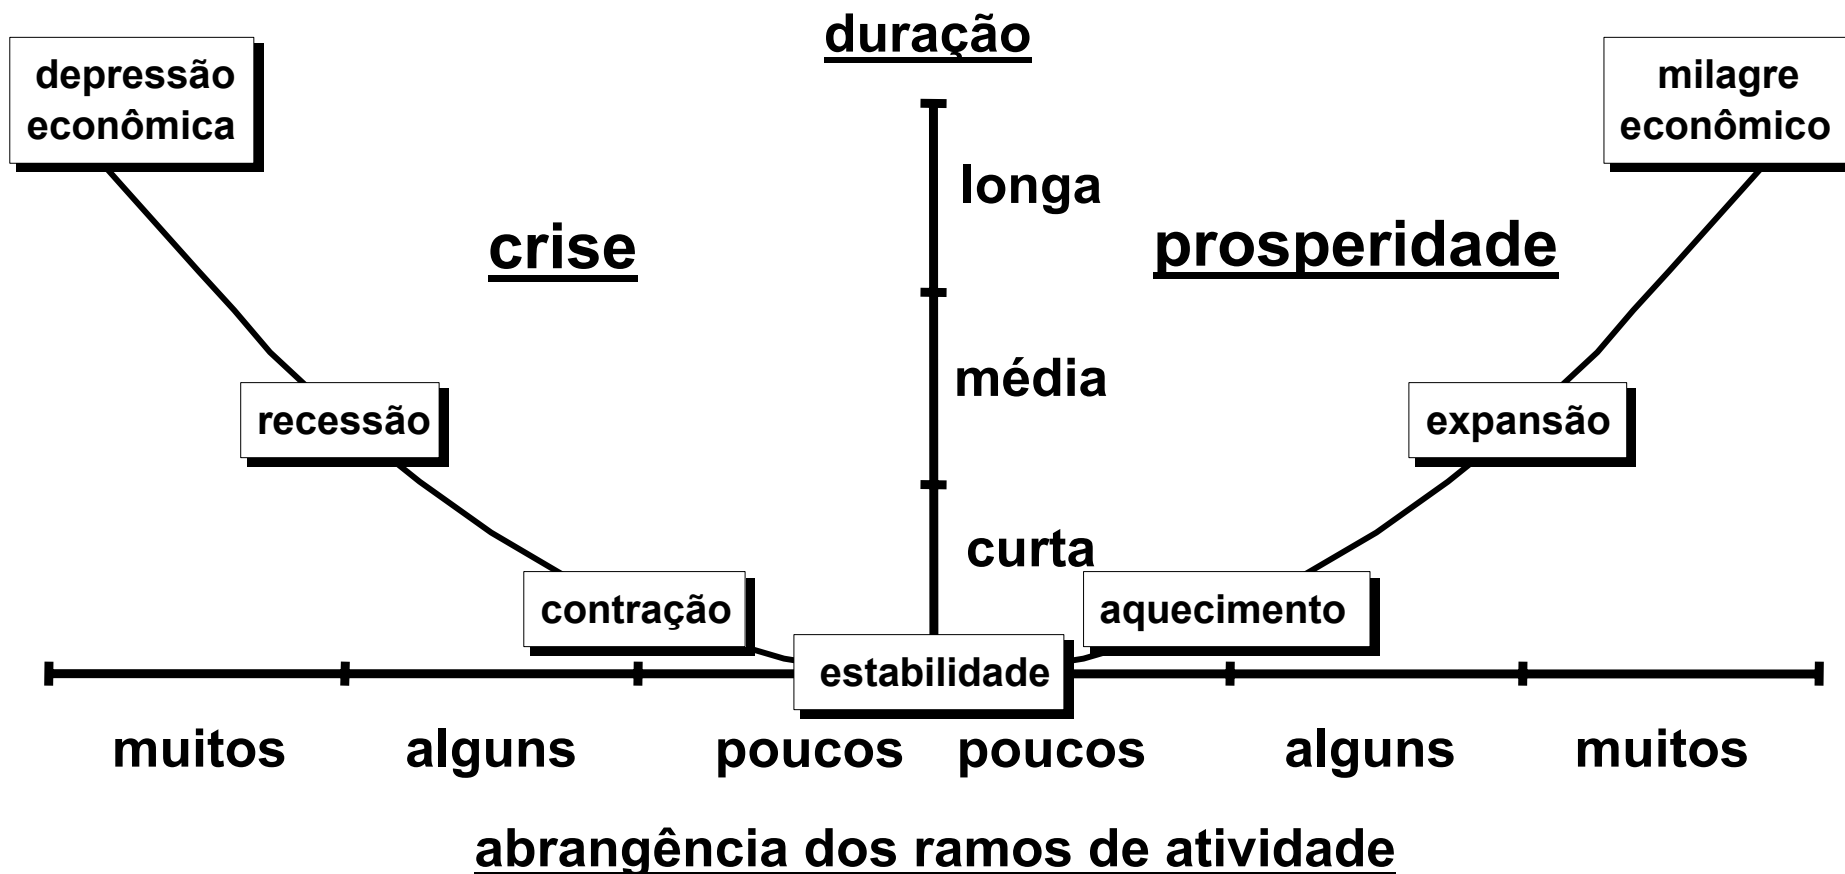 duração
depressão
econômica
milagre
econômico
longa
crise
prosperidade
média
recessão
expansão
curta
contração
aquecimento
estabilidade
muitos alguns poucos poucos alguns muitos
abrangência dos ramos de atividade